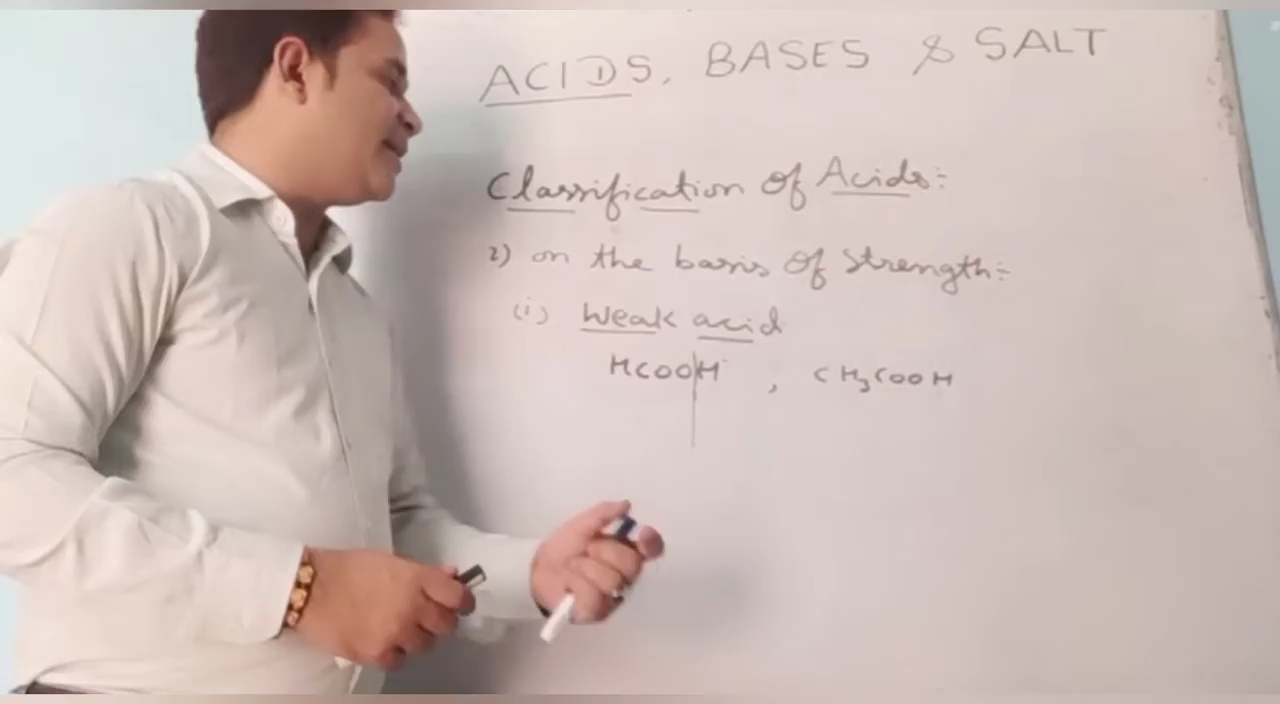 ACIDS, BASES & SALT
Classification of Acids:-
2) on the basis of strength:-
(i) Weak acid
HCOOH , CH₃COOH